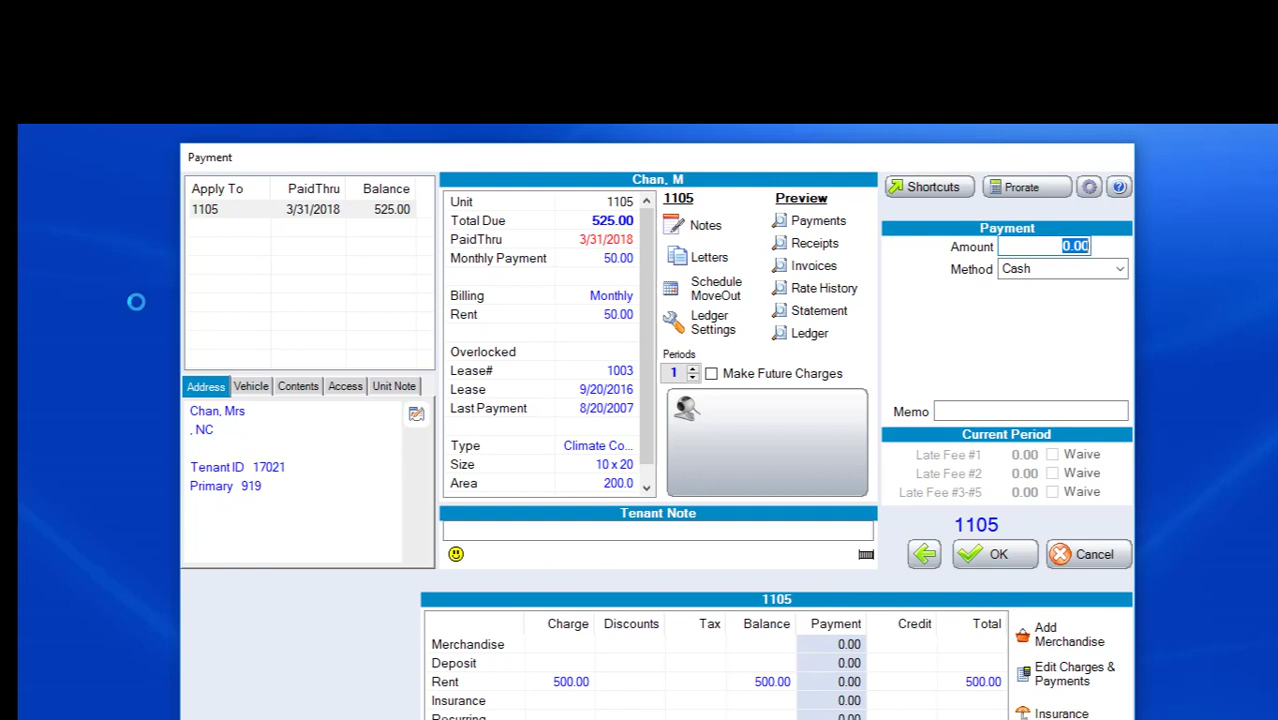 Payment
Apply To PaidThru Balance
1105 3/31/2018 525.00
Address Vehicle Contents Access Unit Note
Chan, Mrs
, NC
Tenant ID 17021
Primary 919
Chan, M
Unit 1105
Total Due 525.00
PaidThru 3/31/2018
Monthly Payment 50.00
Billing Monthly
Rent 50.00
Overlocked
Lease# 1003
Lease 9/20/2016
Last Payment 8/20/2007
Type Climate Co...
Size 10 x 20
Area 200.0
1105
Notes
Letters
Schedule
MoveOut
Ledger
Settings
Preview
Payments
Receipts
Invoices
Rate History
Statement
Ledger
Periods
1 Make Future Charges
Tenant Note
Shortcuts Prorate
Payment
Amount 0.00
Method Cash
Memo
Current Period
Late Fee #1 0.00 Waive
Late Fee #2 0.00 Waive
Late Fee #3-#5 0.00 Waive
1105
OK Cancel
1105
Charge Discounts Tax Balance Payment Credit Total
Merchandise 0.00
Deposit 0.00
Rent 500.00 500.00 0.00 500.00
Insurance 0.00
Recurring 0.00
Add
Merchandise
Edit Charges &
Payments
Insurance